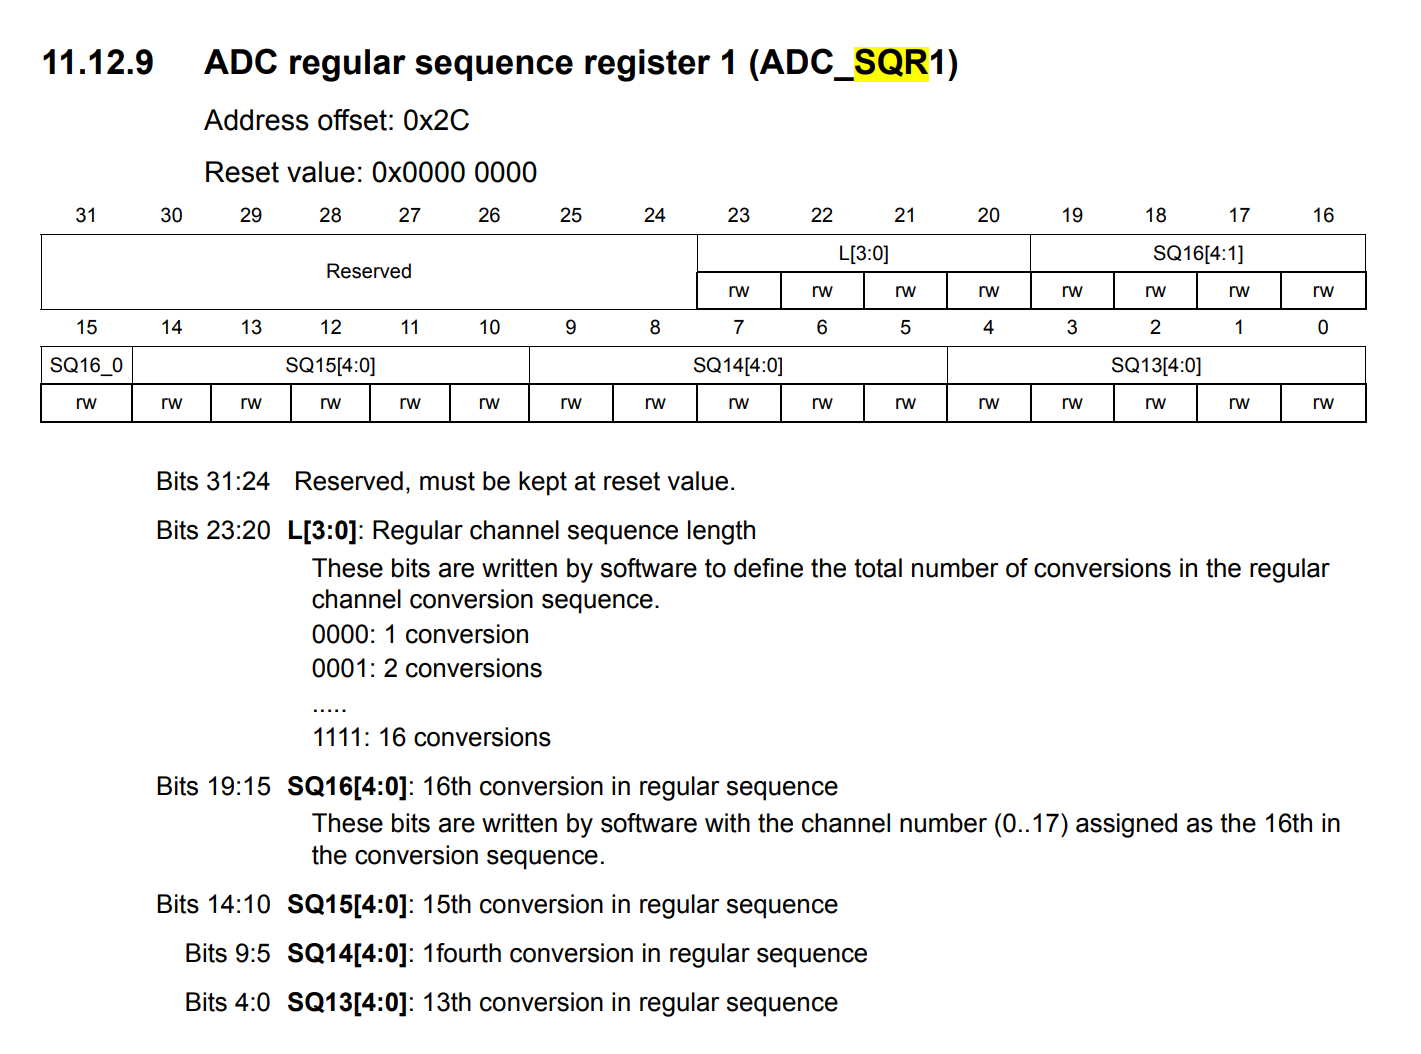 11.12.9 ADC regular sequence register 1 (ADC_SQR1)
Address offset: 0x2C
Reset value: 0x0000 0000
31 30 29 28 27 26 25 24 23 22 21 20 19 18 17 16
Reserved L[3:0] SQ16[4:1]
rw rw rw rw rw rw rw rw
15 14 13 12 11 10 9 8 7 6 5 4 3 2 1 0
SQ16_0 SQ15[4:0] SQ14[4:0] SQ13[4:0]
rw rw rw rw rw rw rw rw rw rw rw rw rw rw rw rw
Bits 31:24 Reserved, must be kept at reset value.
Bits 23:20 L[3:0]: Regular channel sequence length
These bits are written by software to define the total number of conversions in the regular
channel conversion sequence.
0000: 1 conversion
0001: 2 conversions
.....
1111: 16 conversions
Bits 19:15 SQ16[4:0]: 16th conversion in regular sequence
These bits are written by software with the channel number (0..17) assigned as the 16th in
the conversion sequence.
Bits 14:10 SQ15[4:0]: 15th conversion in regular sequence
Bits 9:5 SQ14[4:0]: 1fourth conversion in regular sequence
Bits 4:0 SQ13[4:0]: 13th conversion in regular sequence